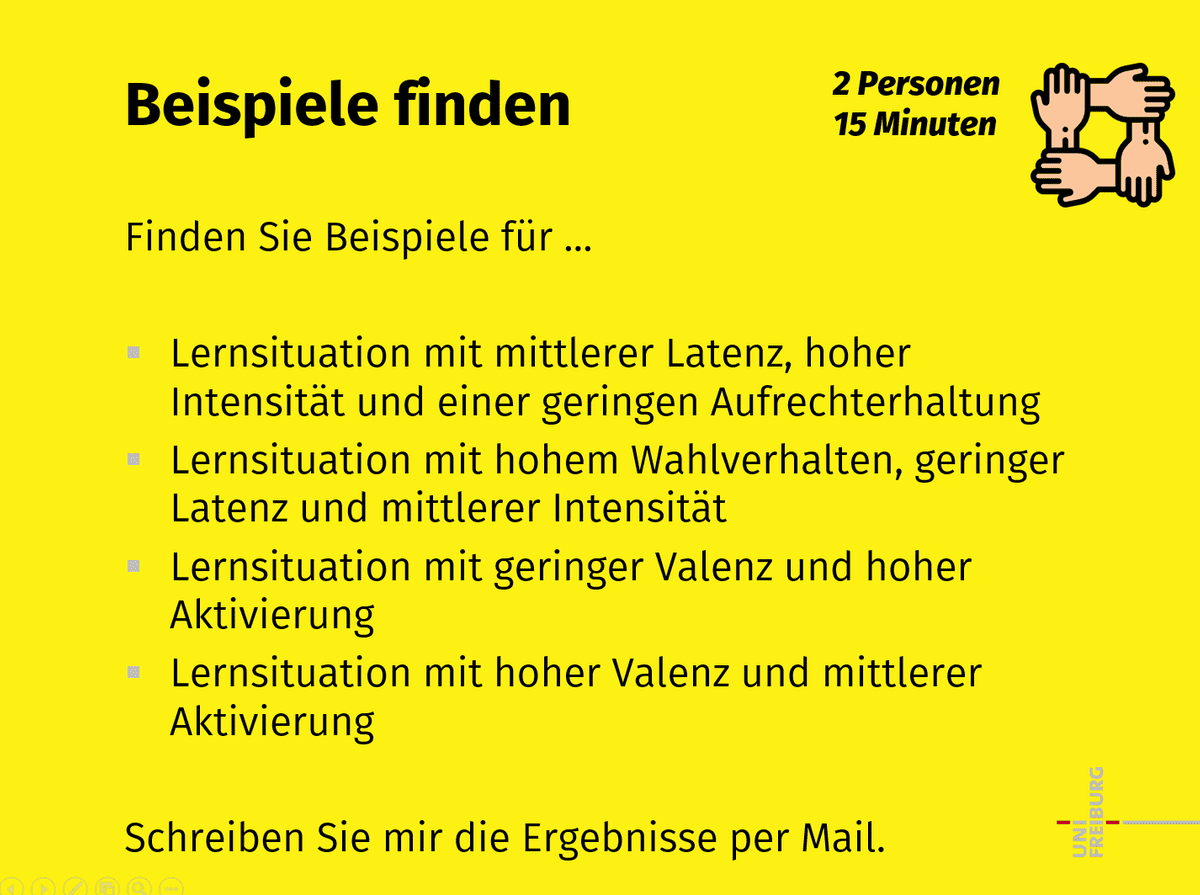 Beispiele finden
2 Personen
15 Minuten
Finden Sie Beispiele für ...
Lernsituation mit mittlerer Latenz, hoher
Intensität und einer geringen Aufrechterhaltung
Lernsituation mit hohem Wahlverhalten, geringer
Latenz und mittlerer Intensität
Lernsituation mit geringer Valenz und hoher
Aktivierung
Lernsituation mit hoher Valenz und mittlerer
Aktivierung
Schreiben Sie mir die Ergebnisse per Mail.
UNI
FREIBURG